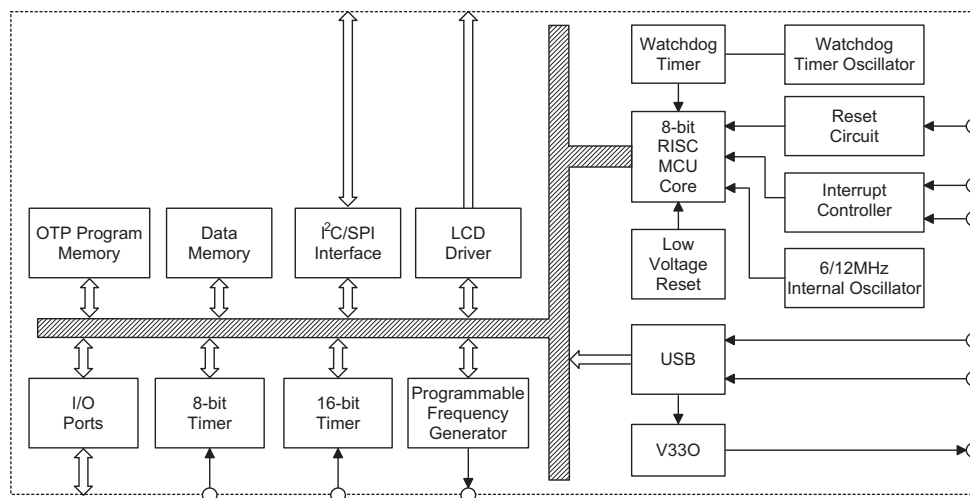 Watchdog
Timer
Watchdog
Timer Oscillator
8-bit
RISC
MCU
Core
Reset
Circuit
Interrupt
Controller
OTP Program
Memory
Data
Memory
I²C/SPI
Interface
LCD
Driver
Low
Voltage
Reset
6/12MHz
Internal Oscillator
USB
I/O
Ports
8-bit
Timer
16-bit
Timer
Programmable
Frequency
Generator
V33O